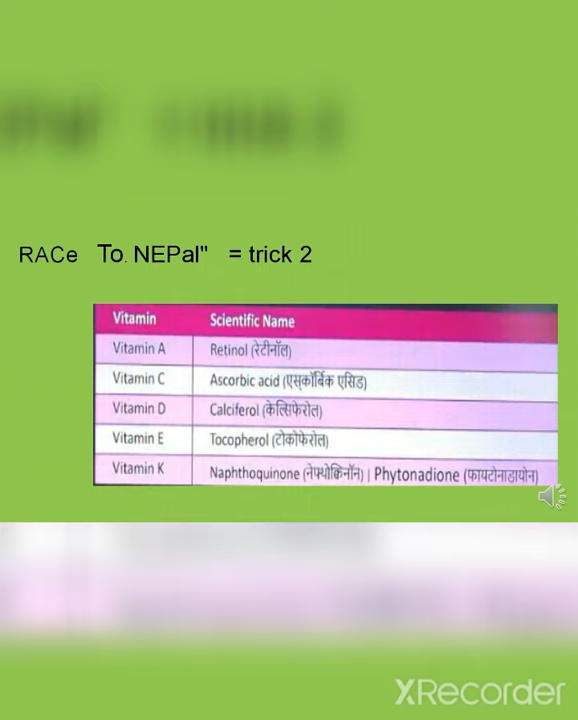 RACe To. NEPal" = trick 2
Vitamin Scientific Name
Vitamin A Retinol (रेटीनॉल)
Vitamin C Ascorbic acid (एस्कॉर्बिक एसिड)
Vitamin D Calciferol (केल्सिफेरोल)
Vitamin E Tocopherol (टोकोफेरोल)
Vitamin K Naphthoquinone (नेफ्थोक्विनॉन) | Phytonadione (फायटोनाडायोन)
XRecorder